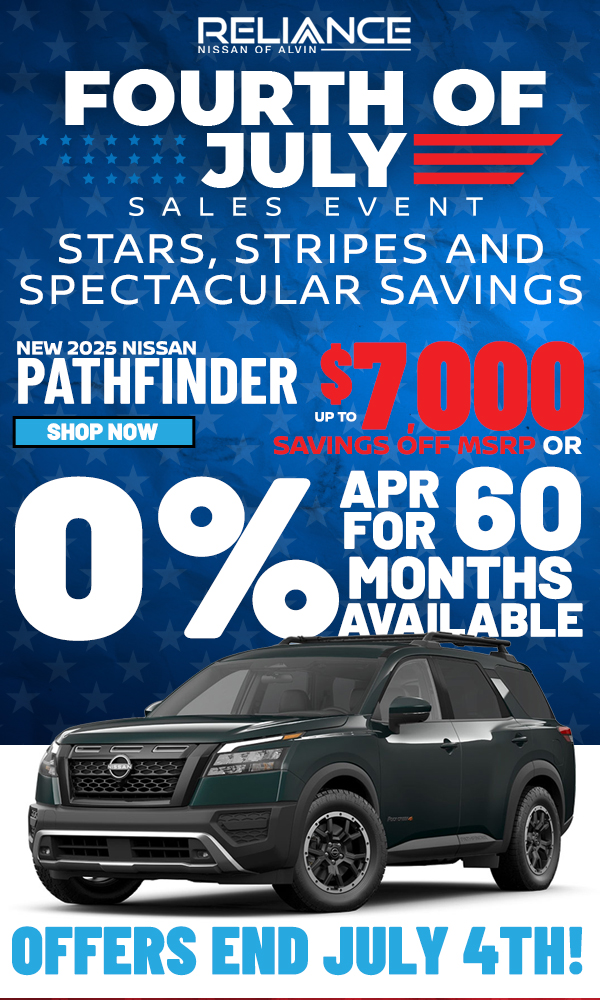 RELIANCE
NISSAN OF ALVIN
FOURTH OF
JULY
SALES EVENT
STARS, STRIPES AND
SPECTACULAR SAVINGS
NEW 2025 NISSAN
PATHFINDER
SHOP NOW
UP TO $7,000
SAVINGS OFF MSRP OR
0% APR FOR 60
MONTHS
AVAILABLE
NISSAN
OFFERS END JULY 4TH!